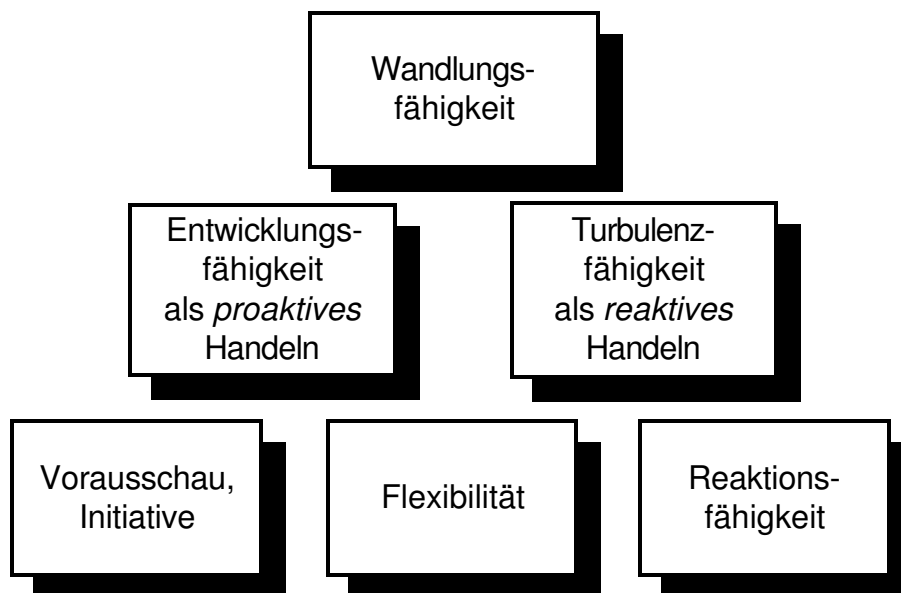 Wandlungs-
fähigkeit
Entwicklungs-
fähigkeit
als proaktives
Handeln
Turbulenz-
fähigkeit
als reaktives
Handeln
Vorausschau,
Initiative
Flexibilität
Reaktions-
fähigkeit